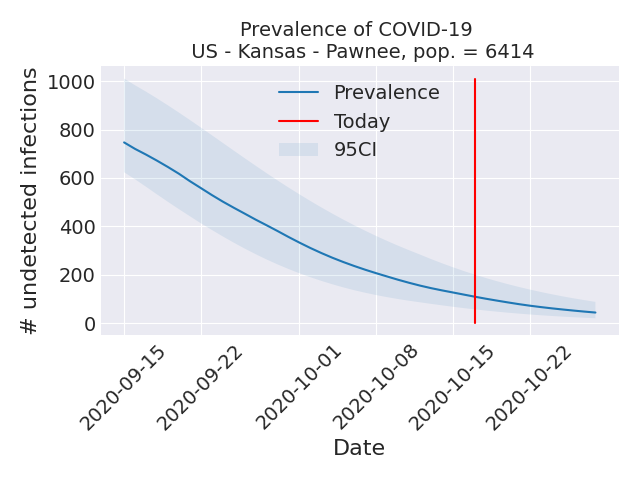 Prevalence of COVID-19
US - Kansas - Pawnee, pop. = 6414
# undetected infections
1000
800
600
400
200
0
Prevalence
Today
95CI
2020-09-15
2020-09-22
2020-10-01
2020-10-08
2020-10-15
2020-10-22
Date